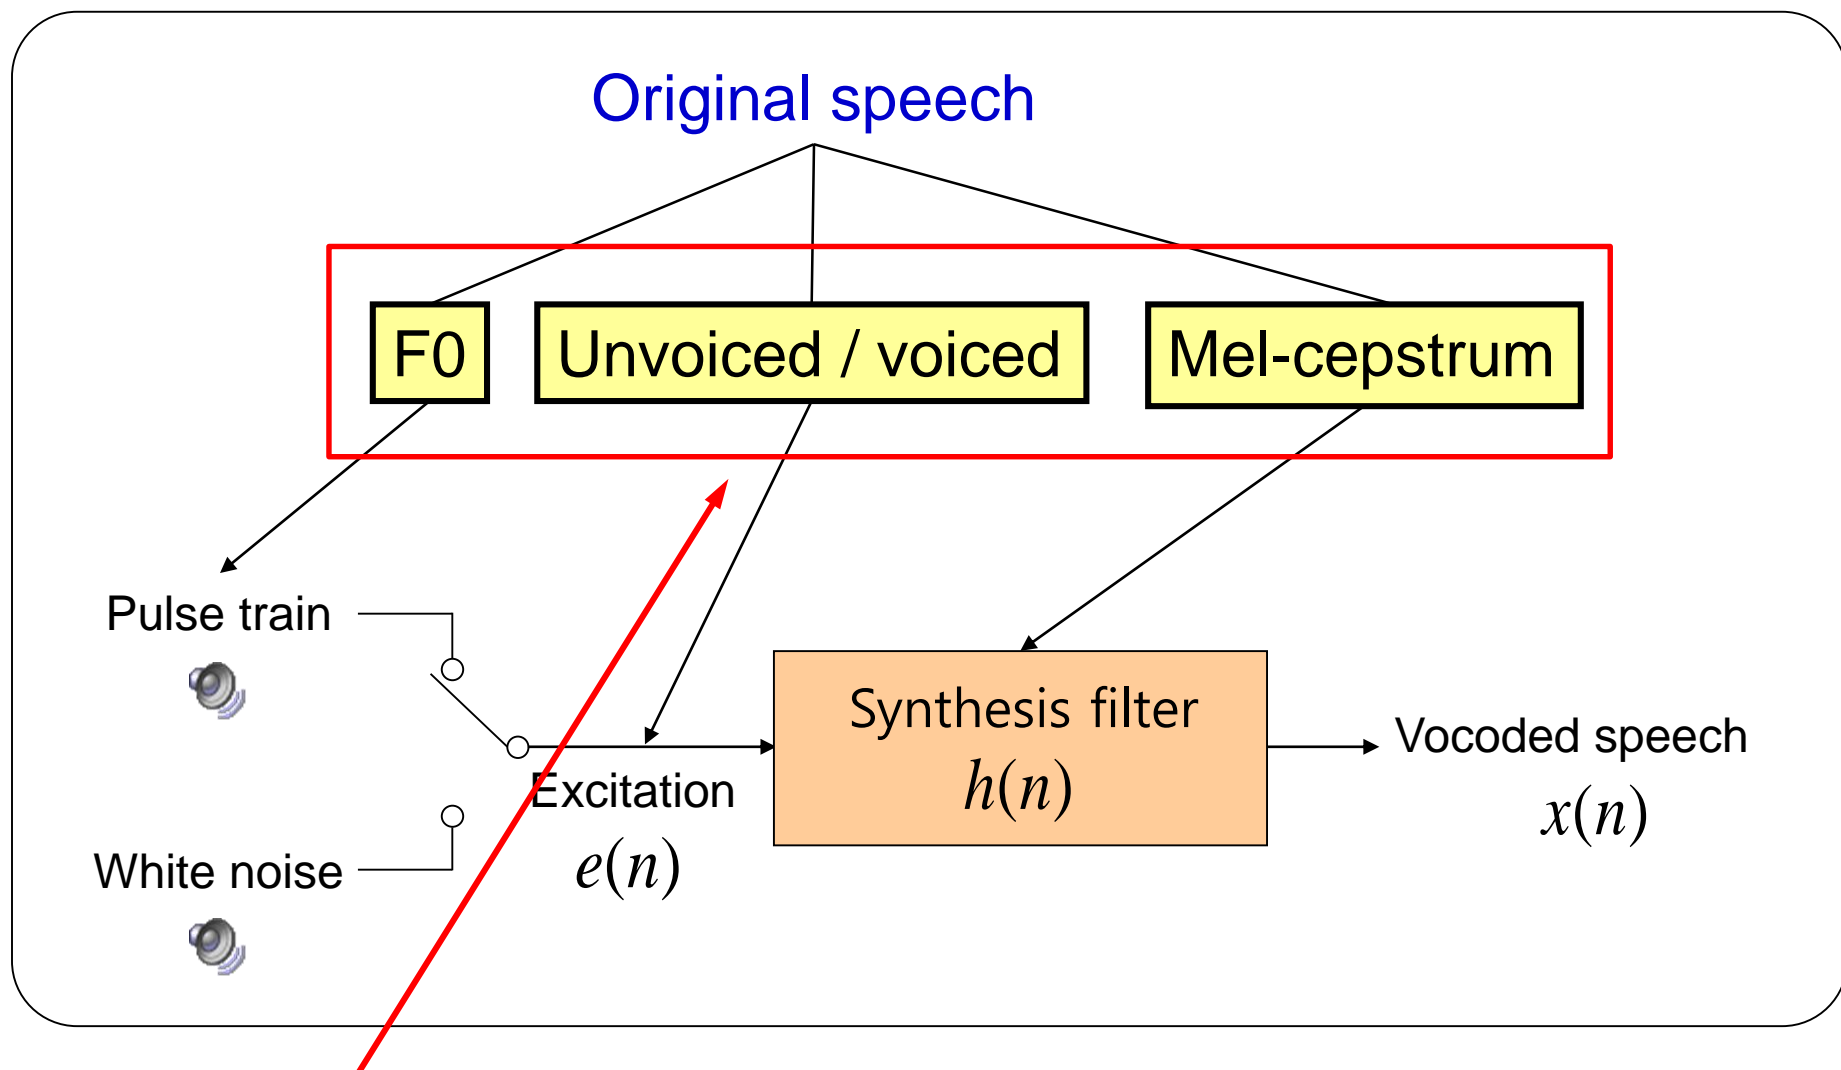 Original speech
F0
Unvoiced / voiced
Mel-cepstrum
Pulse train
Synthesis filter
h(n)
Vocoded speech
x(n)
Excitation
e(n)
White noise